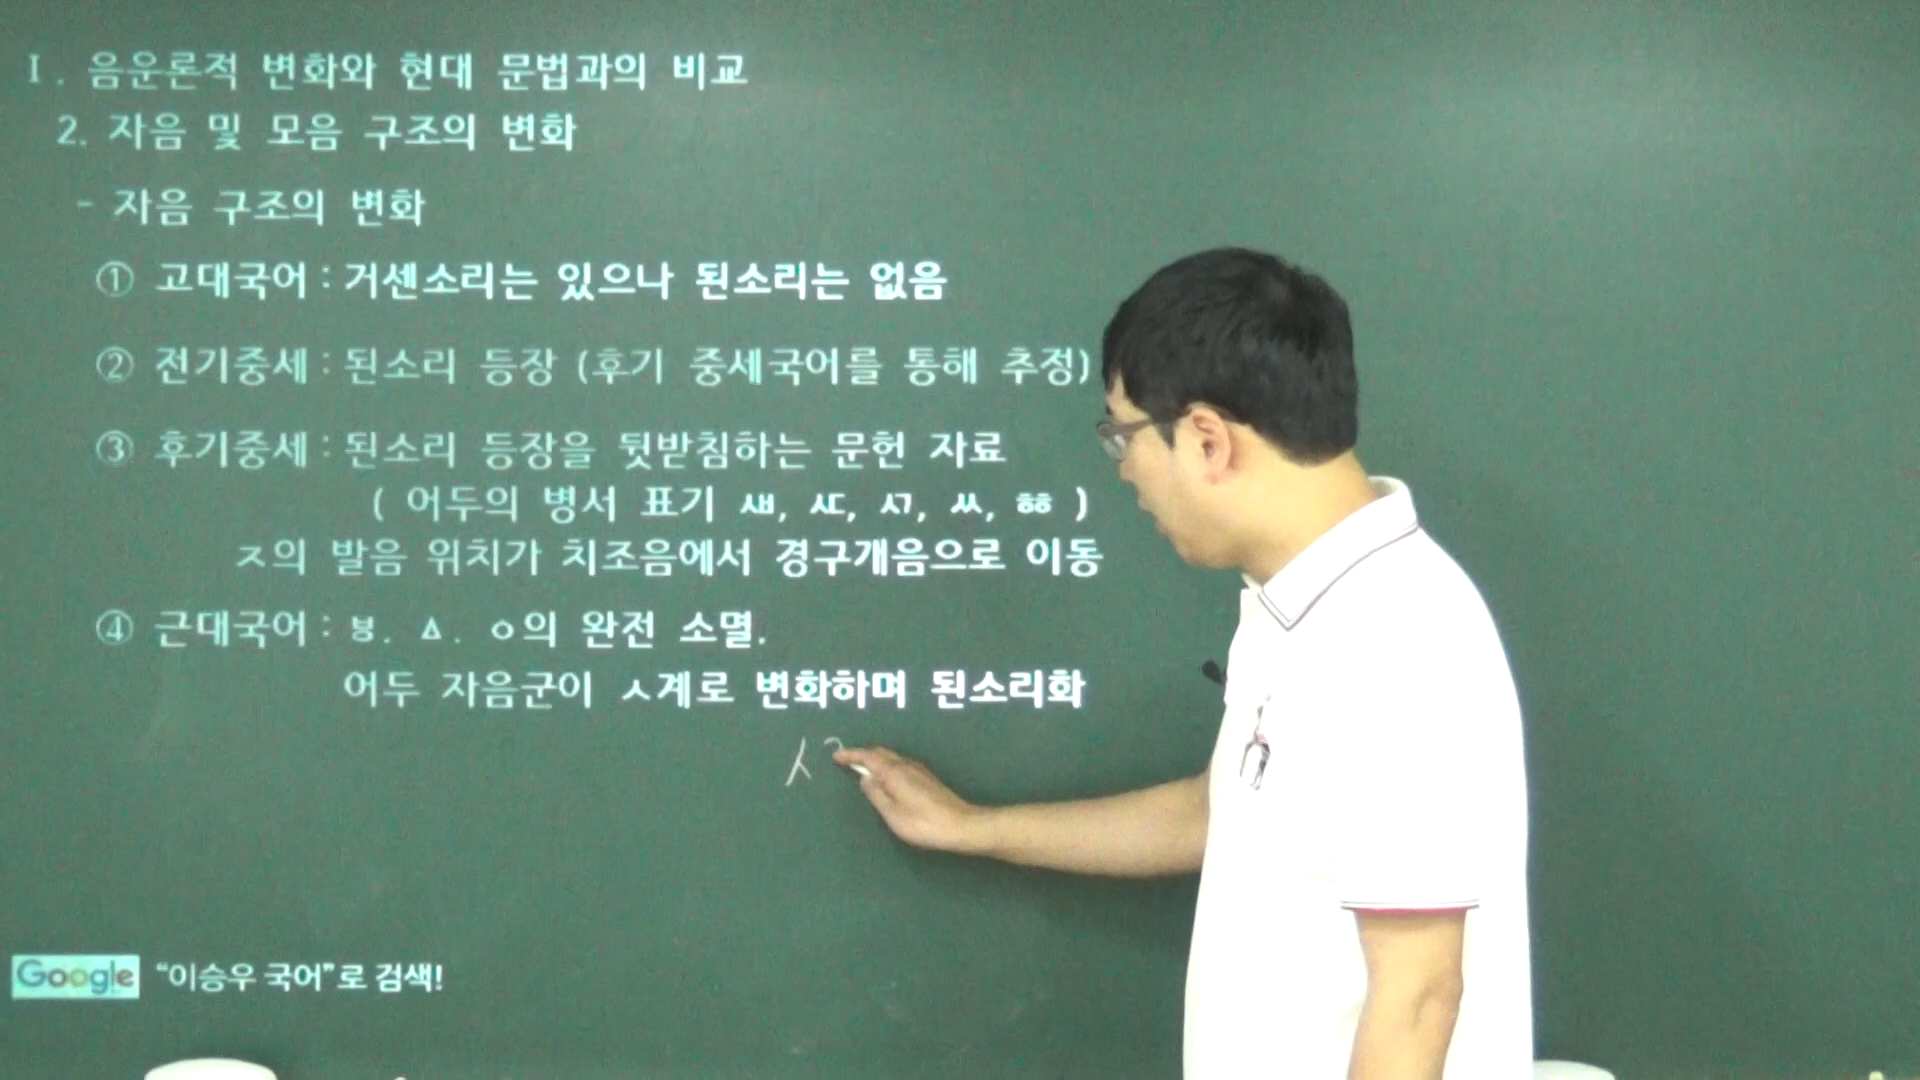 Ⅰ. 음운론적 변화와 현대 문법과의 비교
2. 자음 및 모음 구조의 변화
- 자음 구조의 변화
① 고대국어 : 거센소리는 있으나 된소리는 없음
② 전기중세 : 된소리 등장 (후기 중세국어를 통해 추정)
③ 후기중세 : 된소리 등장을 뒷받침하는 문헌 자료
( 어두의 병서 표기 ㅅㅂ, ㅅㄷ, ㅅㄱ, ㅆ, ㆅ )
ㅈ의 발음 위치가 치조음에서 경구개음으로 이동
④ 근대국어 : ㅸ. ㅿ. ㅇ의 완전 소멸.
어두 자음군이 ㅅ계로 변화하며 된소리화
ㅅ
Google “이승우 국어”로 검색!